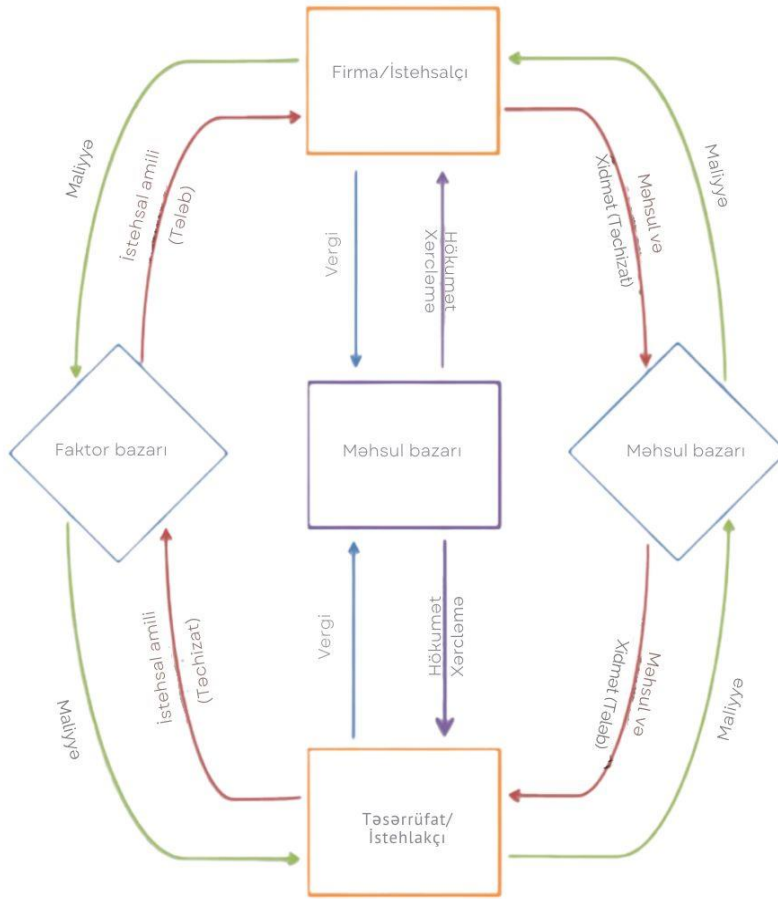 Firma/İstehsalçı
Maliyyə
İstehsal amili
(Tələb)
Vergi
Hökumət
Xərcləmə
Məhsul və
Xidmət (Təchizat)
Maliyyə
Faktor bazarı
Məhsul bazarı
Məhsul bazarı
Maliyyə
İstehsal amili
(Təchizat)
Vergi
Hökumət
Xərcləmə
Məhsul və
Xidmət (Tələb)
Maliyyə
Təsərrüfat/
İstehlakçı